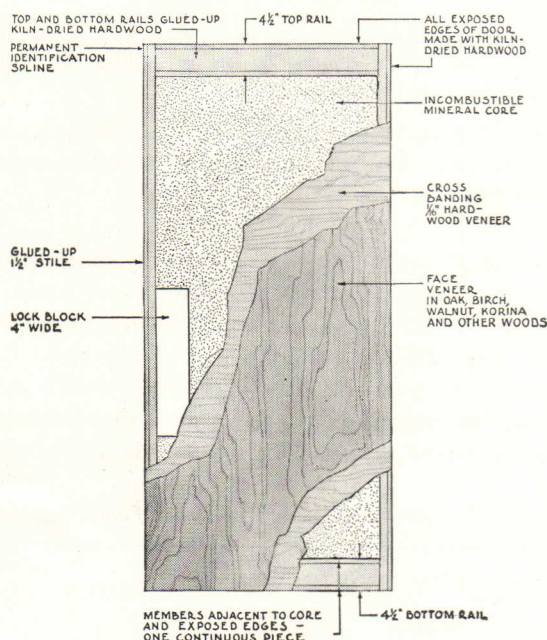 TOP AND BOTTOM RAILS GLUED-UP
KILN-DRIED HARDWOOD
PERMANENT
IDENTIFICATION
SPLINE
4½" TOP RAIL
ALL EXPOSED
EDGES OF DOOR
MADE WITH KILN-
DRIED HARDWOOD
INCOMBUSTIBLE
MINERAL CORE
CROSS
BANDING
1/16" HARD-
WOOD VENEER
GLUED-UP
1½" STILE
FACE
VENEER
IN OAK, BIRCH,
WALNUT, KORINA
AND OTHER WOODS
LOCK BLOCK
4" WIDE
MEMBERS ADJACENT TO CORE
AND EXPOSED EDGES –
ONE CONTINUOUS PIECE
4½" BOTTOM RAIL